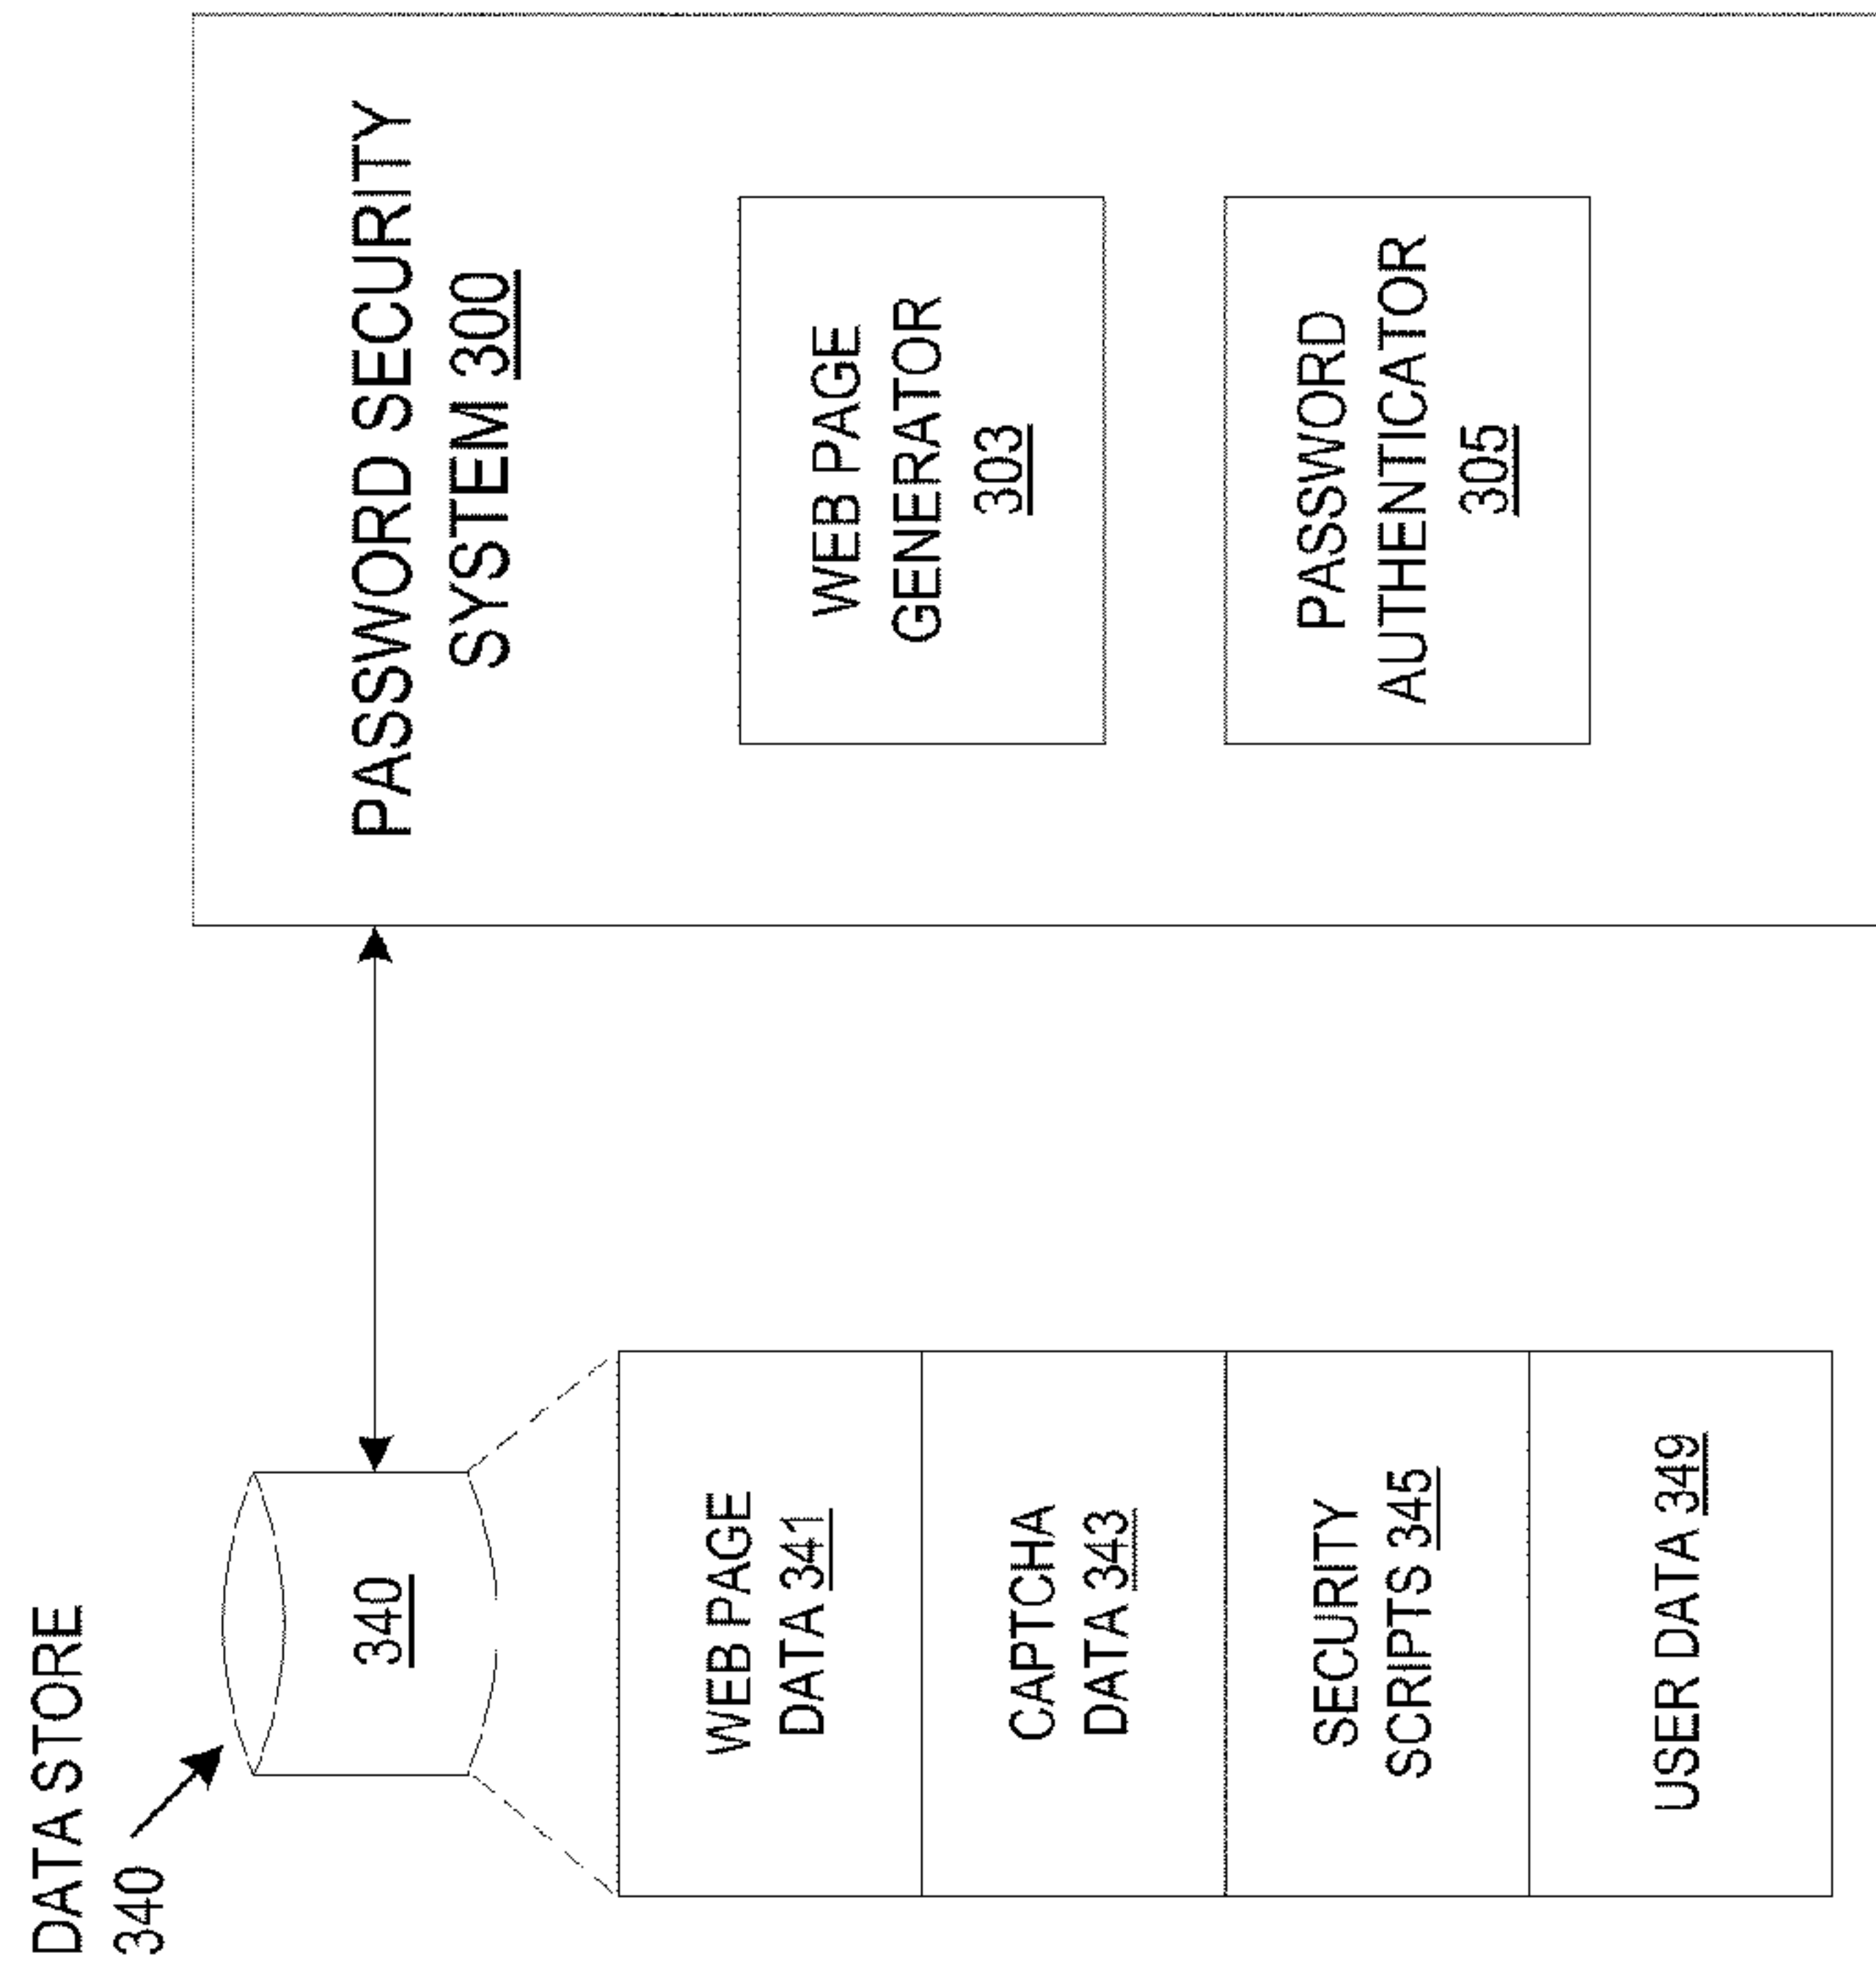 DATA STORE
340
340
WEB PAGE
DATA 341
CAPTCHA
DATA 343
SECURITY
SCRIPTS 345
USER DATA 349
PASSWORD SECURITY
SYSTEM 300
WEB PAGE
GENERATOR
303
PASSWORD
AUTHENTICATOR
305